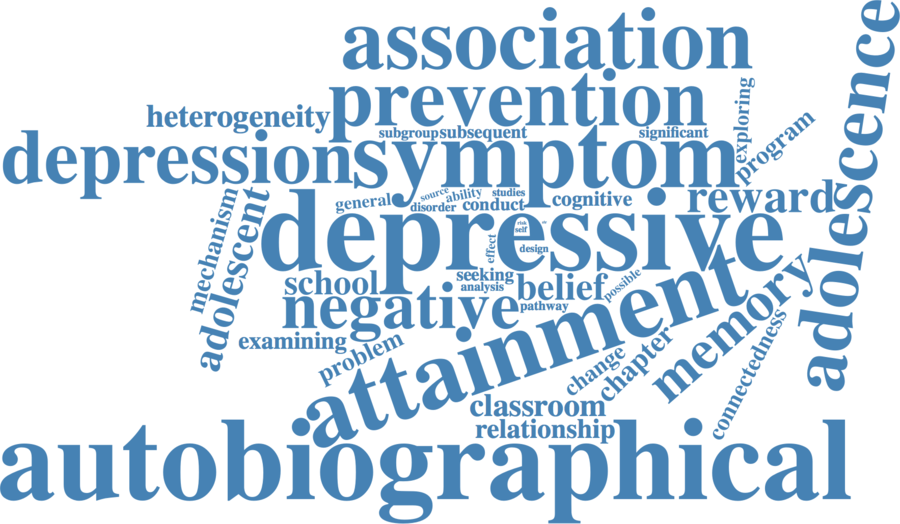 association
adolescence
prevention
exploring
heterogeneity
subgroup
subsequent
significant
program
depression
symptom
source
ability
studies
general
disorder
conduct
cognitive
reward
mechanism
adolescent
depressive
risk
self
effect
design
school
seeking
analysis
belief
possible
negative
pathway
attainment
memory
examining
problem
change
chapter
connectedness
classroom
relationship
autobiographical